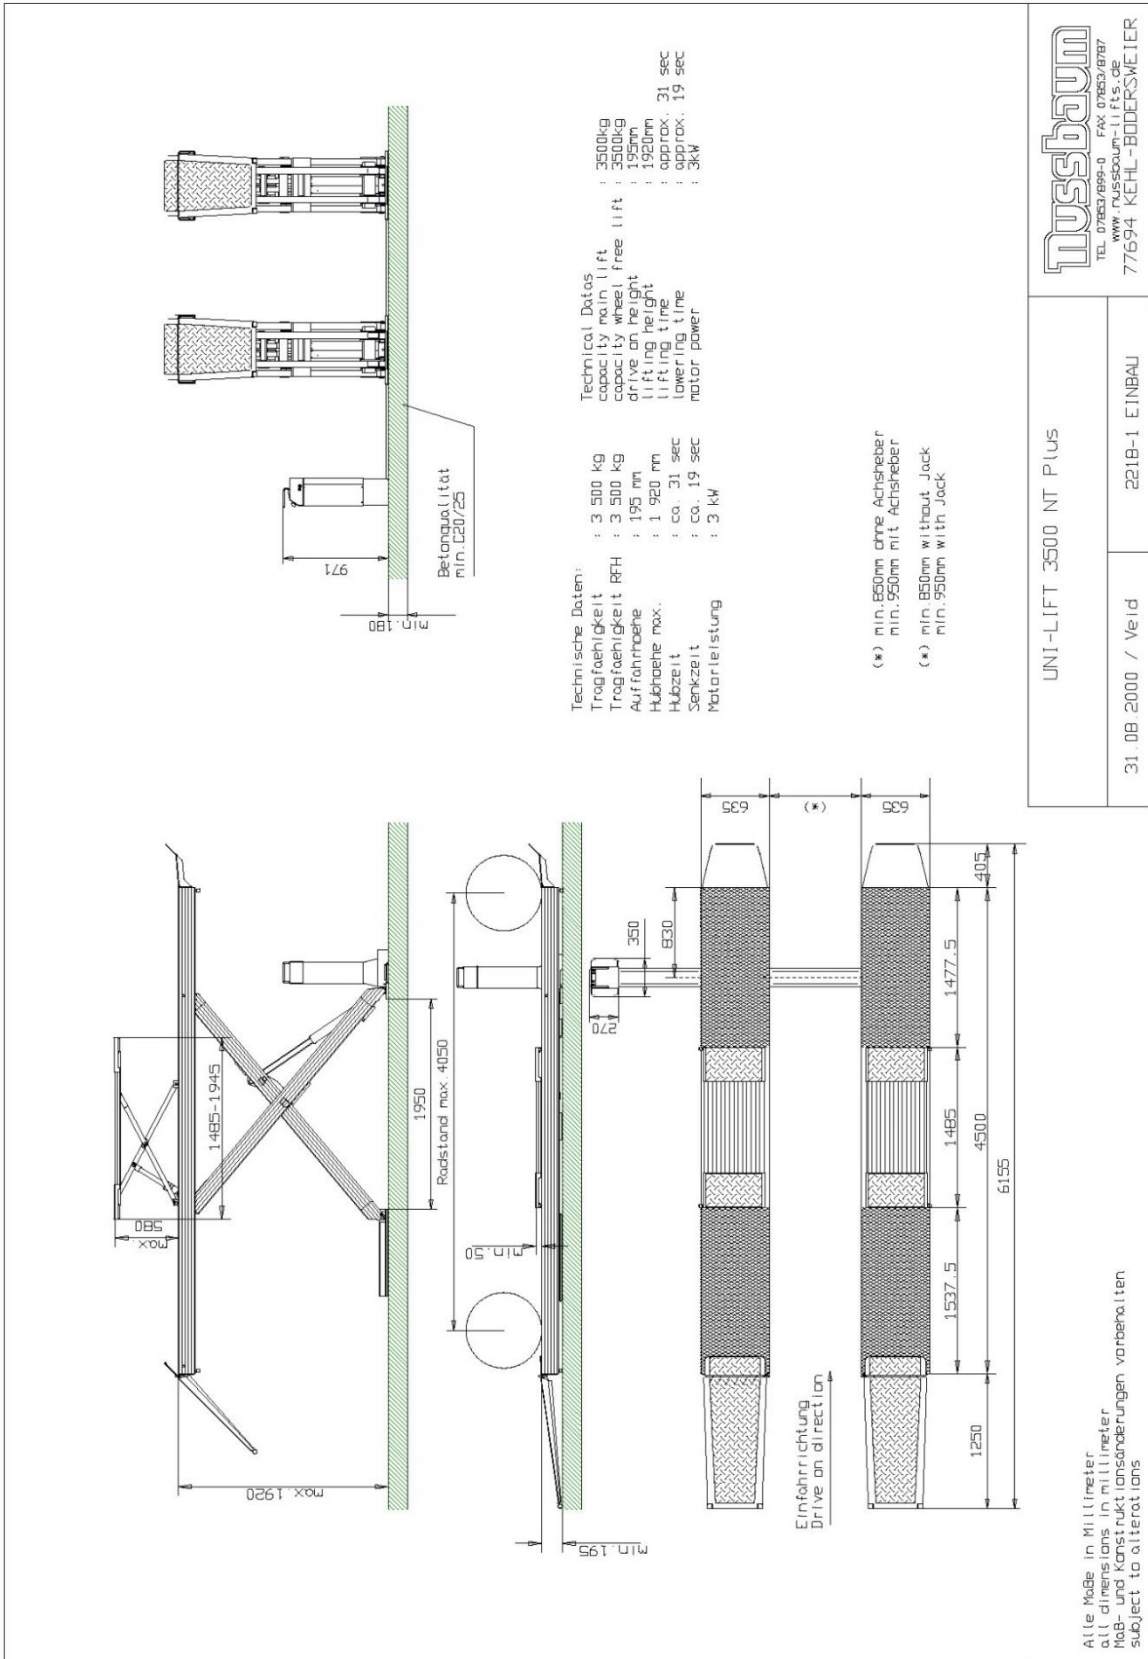 max. 580
1485-1945
max.1920
1950
Radstand max 4050
min.50
min.195
971
min.180
Betonqualität
min.C20/25
Technische Daten:
Tragfaehigkeit : 3 500 kg
Tragfaehigkeit RFH : 3 500 kg
Auffahrhoehe : 195 mm
Hubhoehe max. : 1 920 mm
Hubzeit : ca. 31 sec
Senkzeit : ca. 19 sec
Motorleistung : 3 kW
Technical Datas
capacity main lift : 3500kg
capacity wheel free lift : 3500kg
drive on height : 195mm
lifting height : 1920mm
lifting time : approx. 31 sec
lowering time : approx. 19 sec
motor power : 3kW
Einfahrrichtung
Drive on direction
270
350
830
635
(*)
635
405
1477.5
1485
1537.5
4500
1250
6155
(*) min.850mm ohne Achsheber
min.950mm mit Achsheber
(*) min.850mm without Jack
min.950mm with Jack
Alle Maße in Millimeter
all dimensions in millimeter
Maß- und Konstruktionsänderungen vorbehalten
subject to alterations
UNI-LIFT 3500 NT Plus
31.08.2000 / Veid
221B-1 EINBAU
Nussbaum
TEL 07853/899-0 FAX 07853/8787
www.nussbaum-lifts.de
77694 KEHL-BODERSWEIER